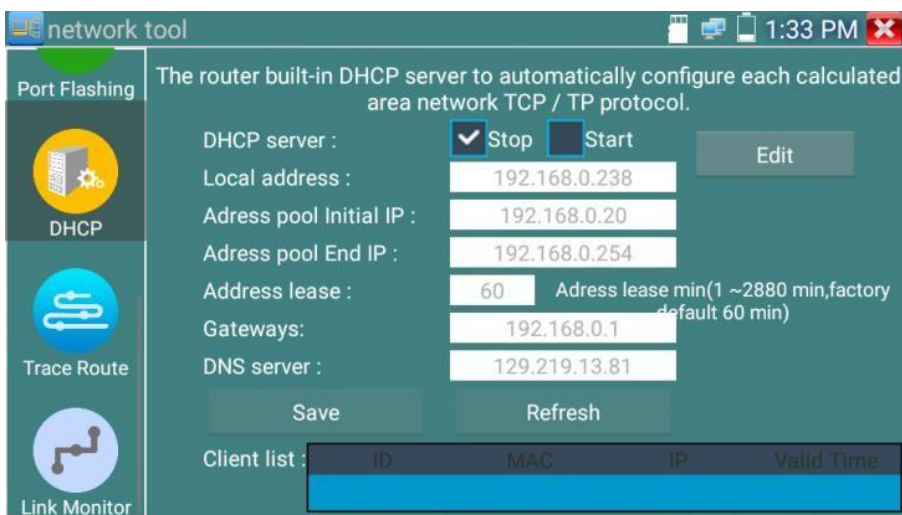 network tool
1:33 PM
Port Flashing
The router built-in DHCP server to automatically configure each calculated
area network TCP / TP protocol.
DHCP server :
Stop
Start
Edit
Local address :
192.168.0.238
Adress pool Initial IP :
192.168.0.20
DHCP
Adress pool End IP :
192.168.0.254
Address lease :
60
Adress lease min(1 ~2880 min,factory
default 60 min)
Gateways:
192.168.0.1
Trace Route
DNS server :
129.219.13.81
Save
Refresh
Client list :
ID
MAC
IP
Valid Time
Link Monitor